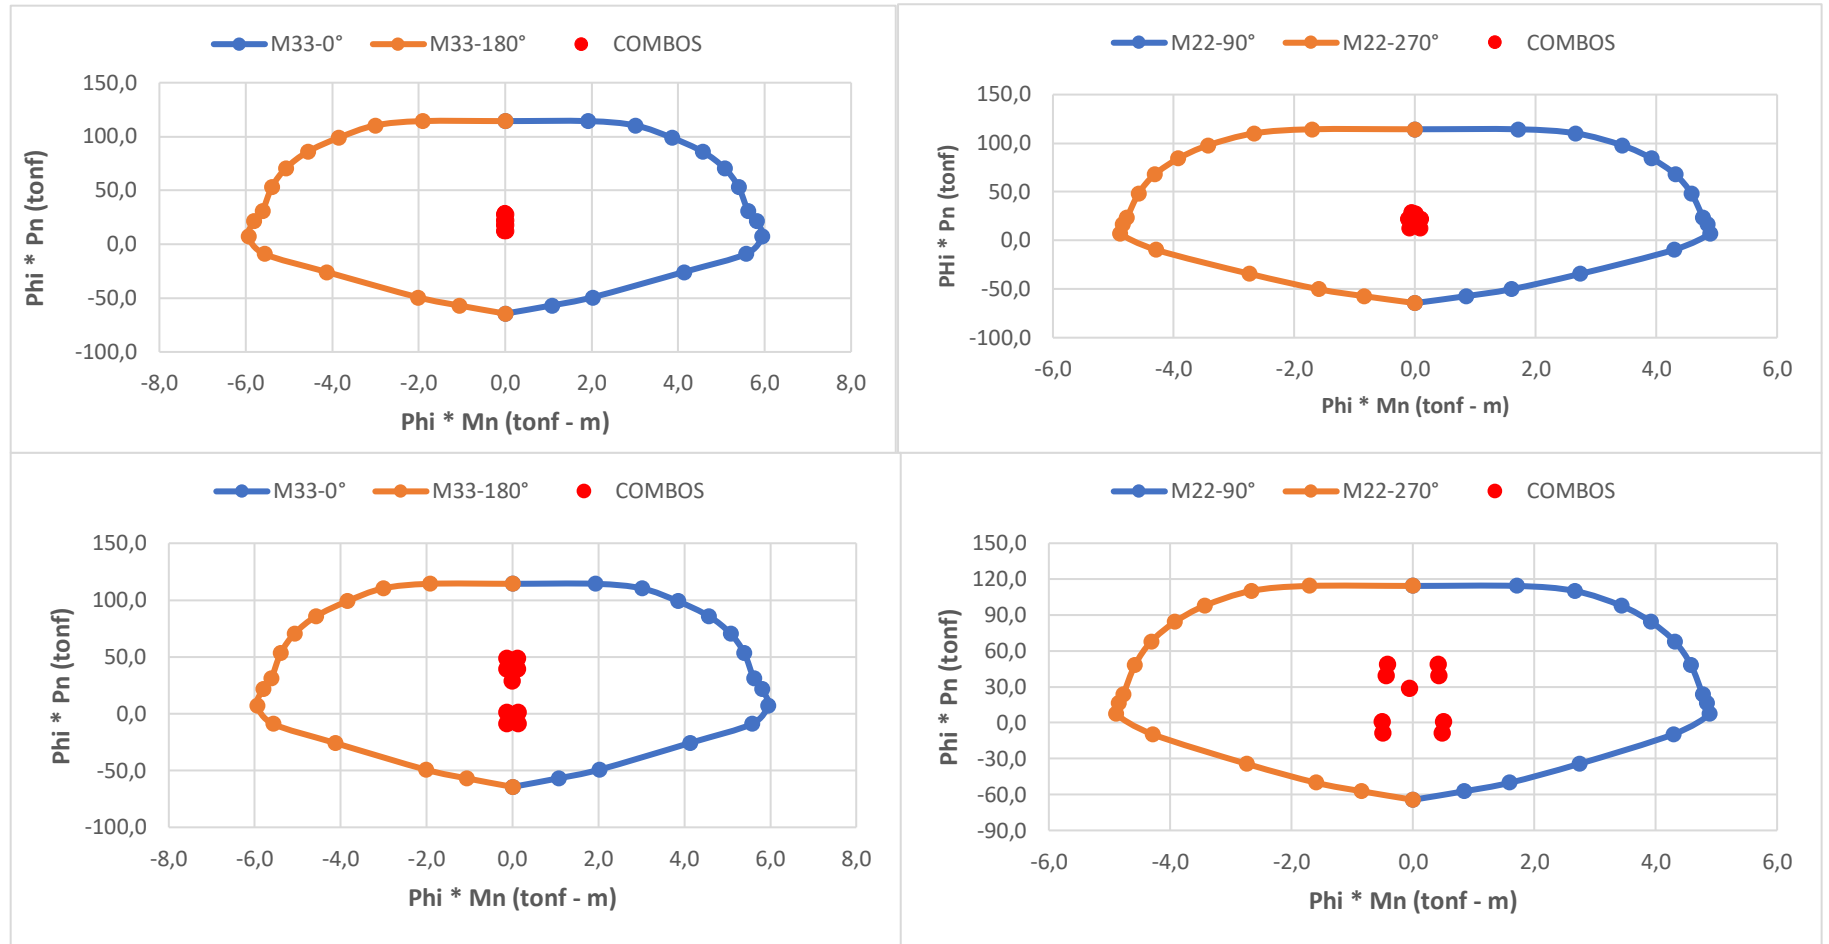 M33-0° M33-180° COMBOS
150,0
100,0
50,0
0,0
-50,0
-100,0
-8,0 -6,0 -4,0 -2,0 0,0 2,0 4,0 6,0 8,0
Phi * Pn (tonf)
Phi * Mn (tonf - m)
M22-90° M22-270° COMBOS
150,0
100,0
50,0
0,0
-50,0
-100,0
-6,0 -4,0 -2,0 0,0 2,0 4,0 6,0
PHi * Pn (tonf)
Phi * Mn (tonf - m)
M33-0° M33-180° COMBOS
150,0
100,0
50,0
0,0
-50,0
-100,0
-8,0 -6,0 -4,0 -2,0 0,0 2,0 4,0 6,0 8,0
Phi * Pn (tonf)
Phi * Mn (tonf - m)
M22-90° M22-270° COMBOS
150,0
120,0
90,0
60,0
30,0
0,0
-30,0
-60,0
-90,0
-6,0 -4,0 -2,0 0,0 2,0 4,0 6,0
Phi * Pn (tonf)
Phi * Mn (tonf - m)